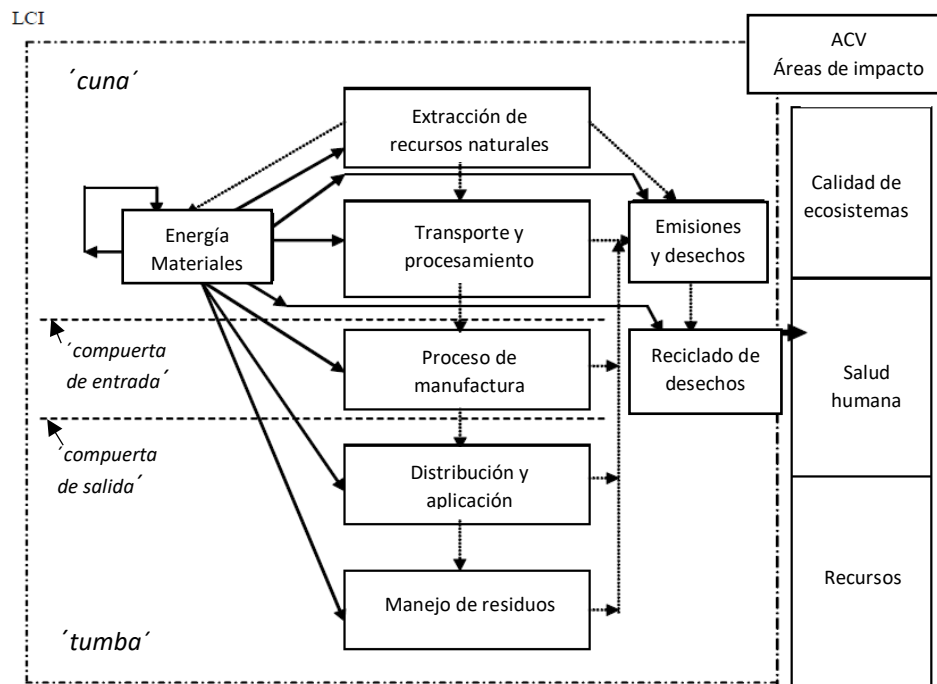 LCI
ACV
Áreas de impacto
´cuna´
Extracción de
recursos naturales
Calidad de
ecosistemas
Energía
Materiales
Transporte y
procesamiento
Emisiones
y desechos
´compuerta
de entrada´
Proceso de
manufactura
Reciclado de
desechos
Salud
humana
´compuerta
de salida´
Distribución y
aplicación
Manejo de residuos
Recursos
´tumba´